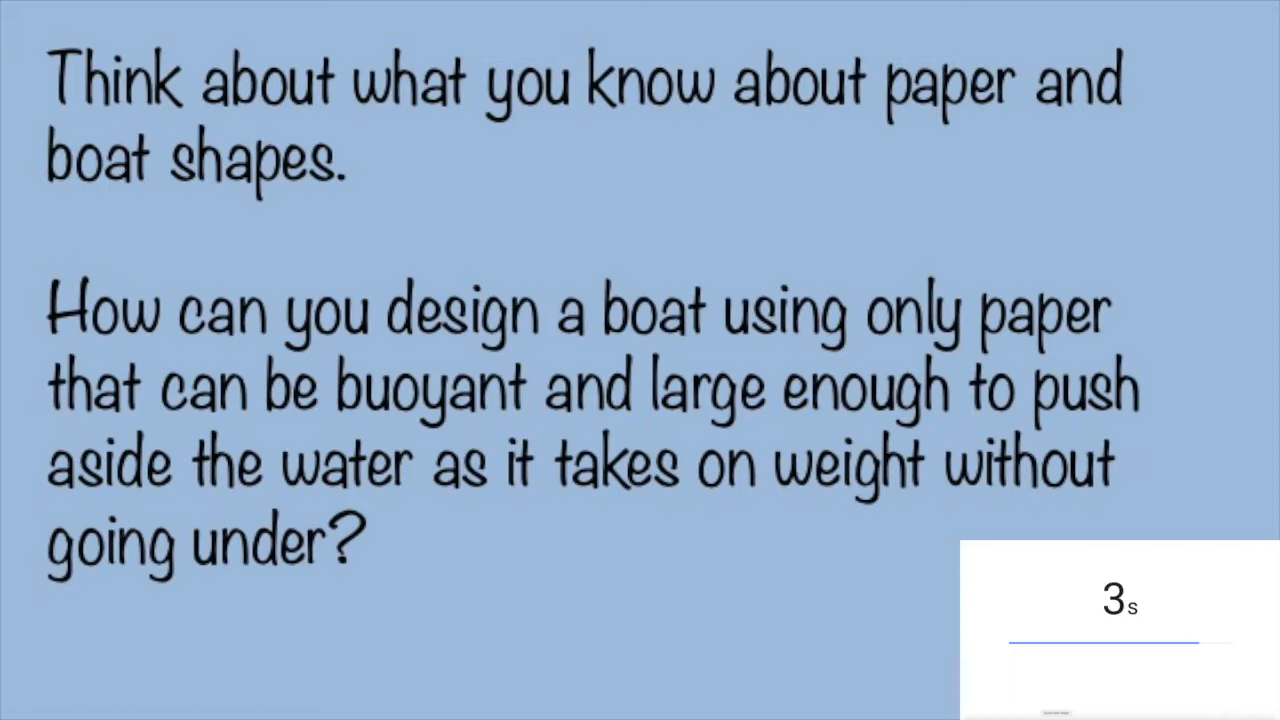 Think about what you know about paper and
boat shapes.
How can you design a boat using only paper
that can be buoyant and large enough to push
aside the water as it takes on weight without
going under?
3s